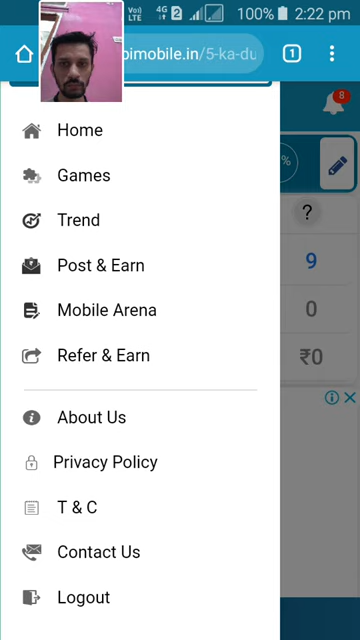 Vol) LTE 4G 2 100% 2:22 pm
bimobile.in/5-ka-du 1
8
%
Home
?
Games
Trend
9
Post & Earn
Mobile Arena
0
Refer & Earn
₹0
About Us
Privacy Policy
T & C
Contact Us
Logout